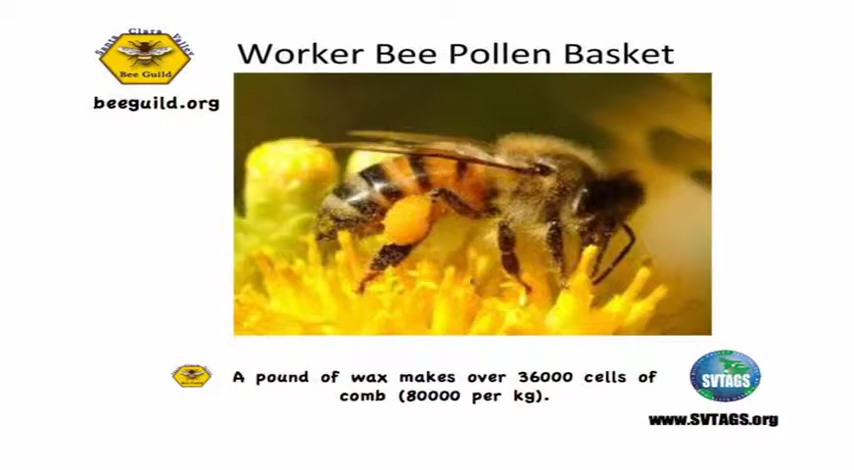 Santa Clara Valley
Bee Guild
beeguild.org
Worker Bee Pollen Basket
A pound of wax makes over 36000 cells of
comb (80000 per kg).
SVTAGS
www.SVTAGS.org